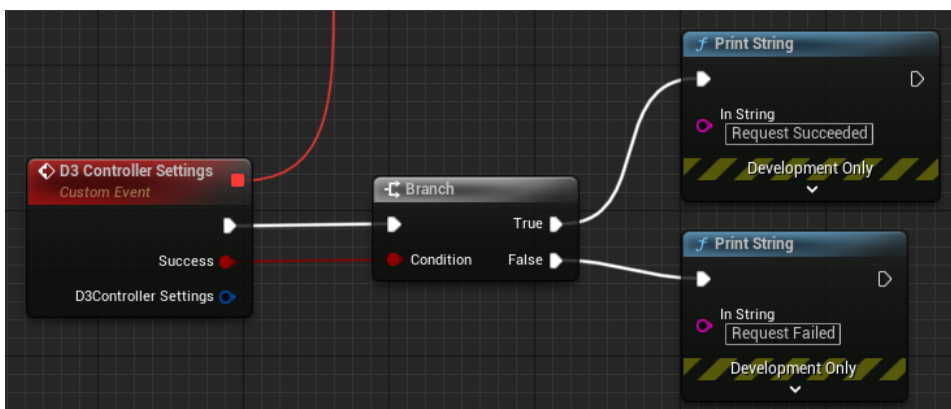 D3 Controller Settings
Custom Event
Success
D3Controller Settings
Branch
True
Condition
False
Print String
In String
Request Succeeded
Development Only
Print String
In String
Request Failed
Development Only